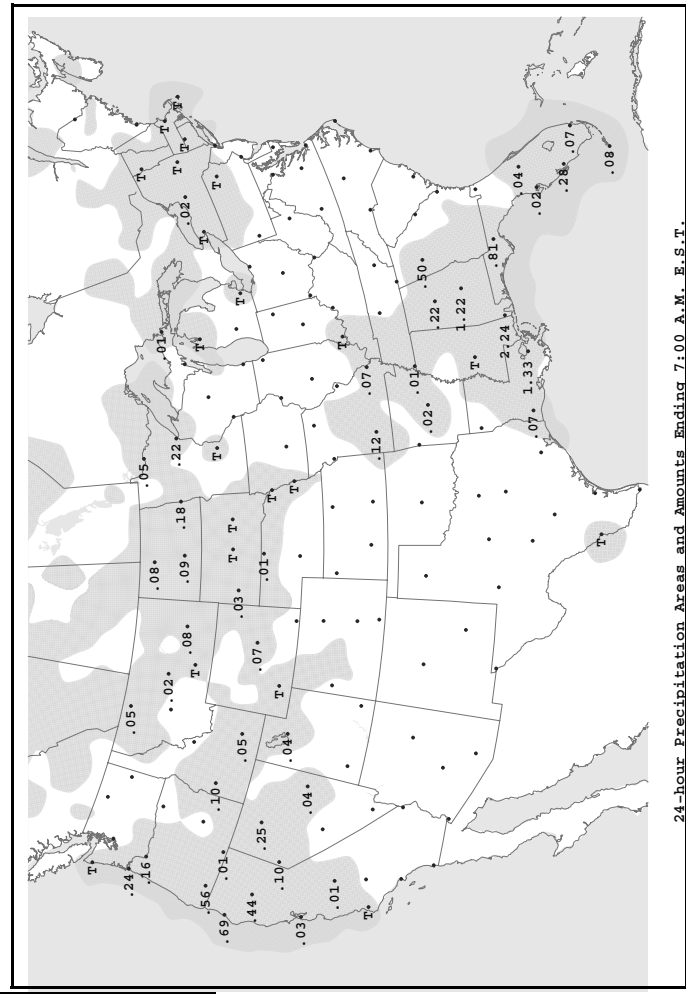 T
.24
.05
T
.16
.05
.08
.01
T
.02
T
T
.22
.18
.09
.02
T
.08
T
T
T
.56
.10
T
T
.69
.01
T
T
.03
T
.05
.44
.07
.25
.01
T
.10
T
.04
T
.03
.04
.01
T
.07
T
.12
.01
.50
.02
.22
1.22
T
.81
2.24
.04
1.33
.07
.02
.28
.07
T
.08
24-hour Precipitation Areas and Amounts Ending 7:00 A.M. E.S.T.